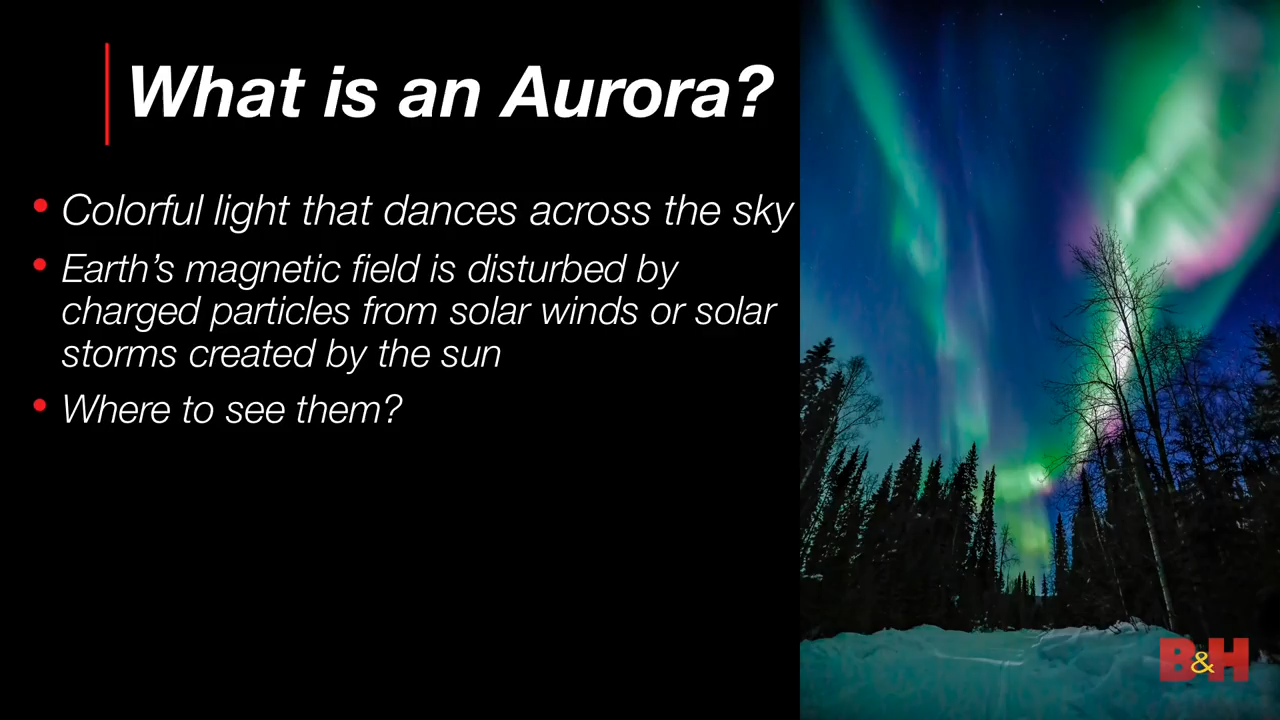 What is an Aurora?
• Colorful light that dances across the sky
• Earth’s magnetic field is disturbed by
charged particles from solar winds or solar
storms created by the sun
• Where to see them?
B&H